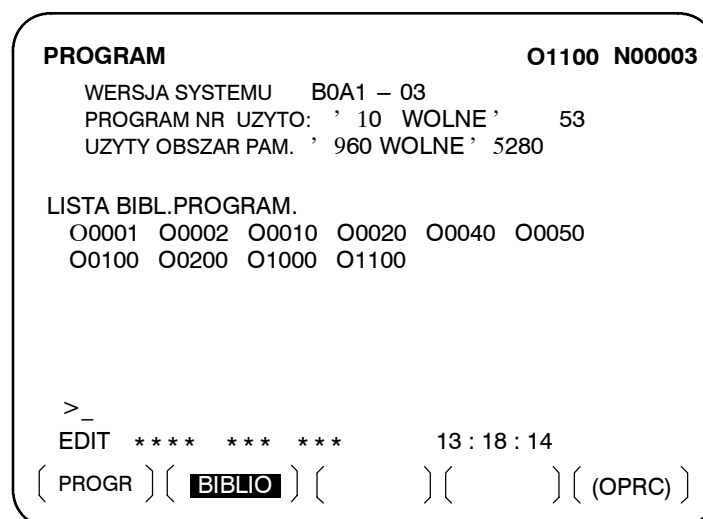 PROGRAM O1100 N00003
WERSJA SYSTEMU B0A1 – 03
PROGRAM NR UZYTO: ’ 10 WOLNE ’ 53
UZYTY OBSZAR PAM. ’ 960 WOLNE ’ 5280
LISTA BIBL.PROGRAM.
O0001 O0002 O0010 O0020 O0040 O0050
O0100 O0200 O1000 O1100
>_
EDIT **** *** *** 13 : 18 : 14
PROGR BIBLIO (OPRC)